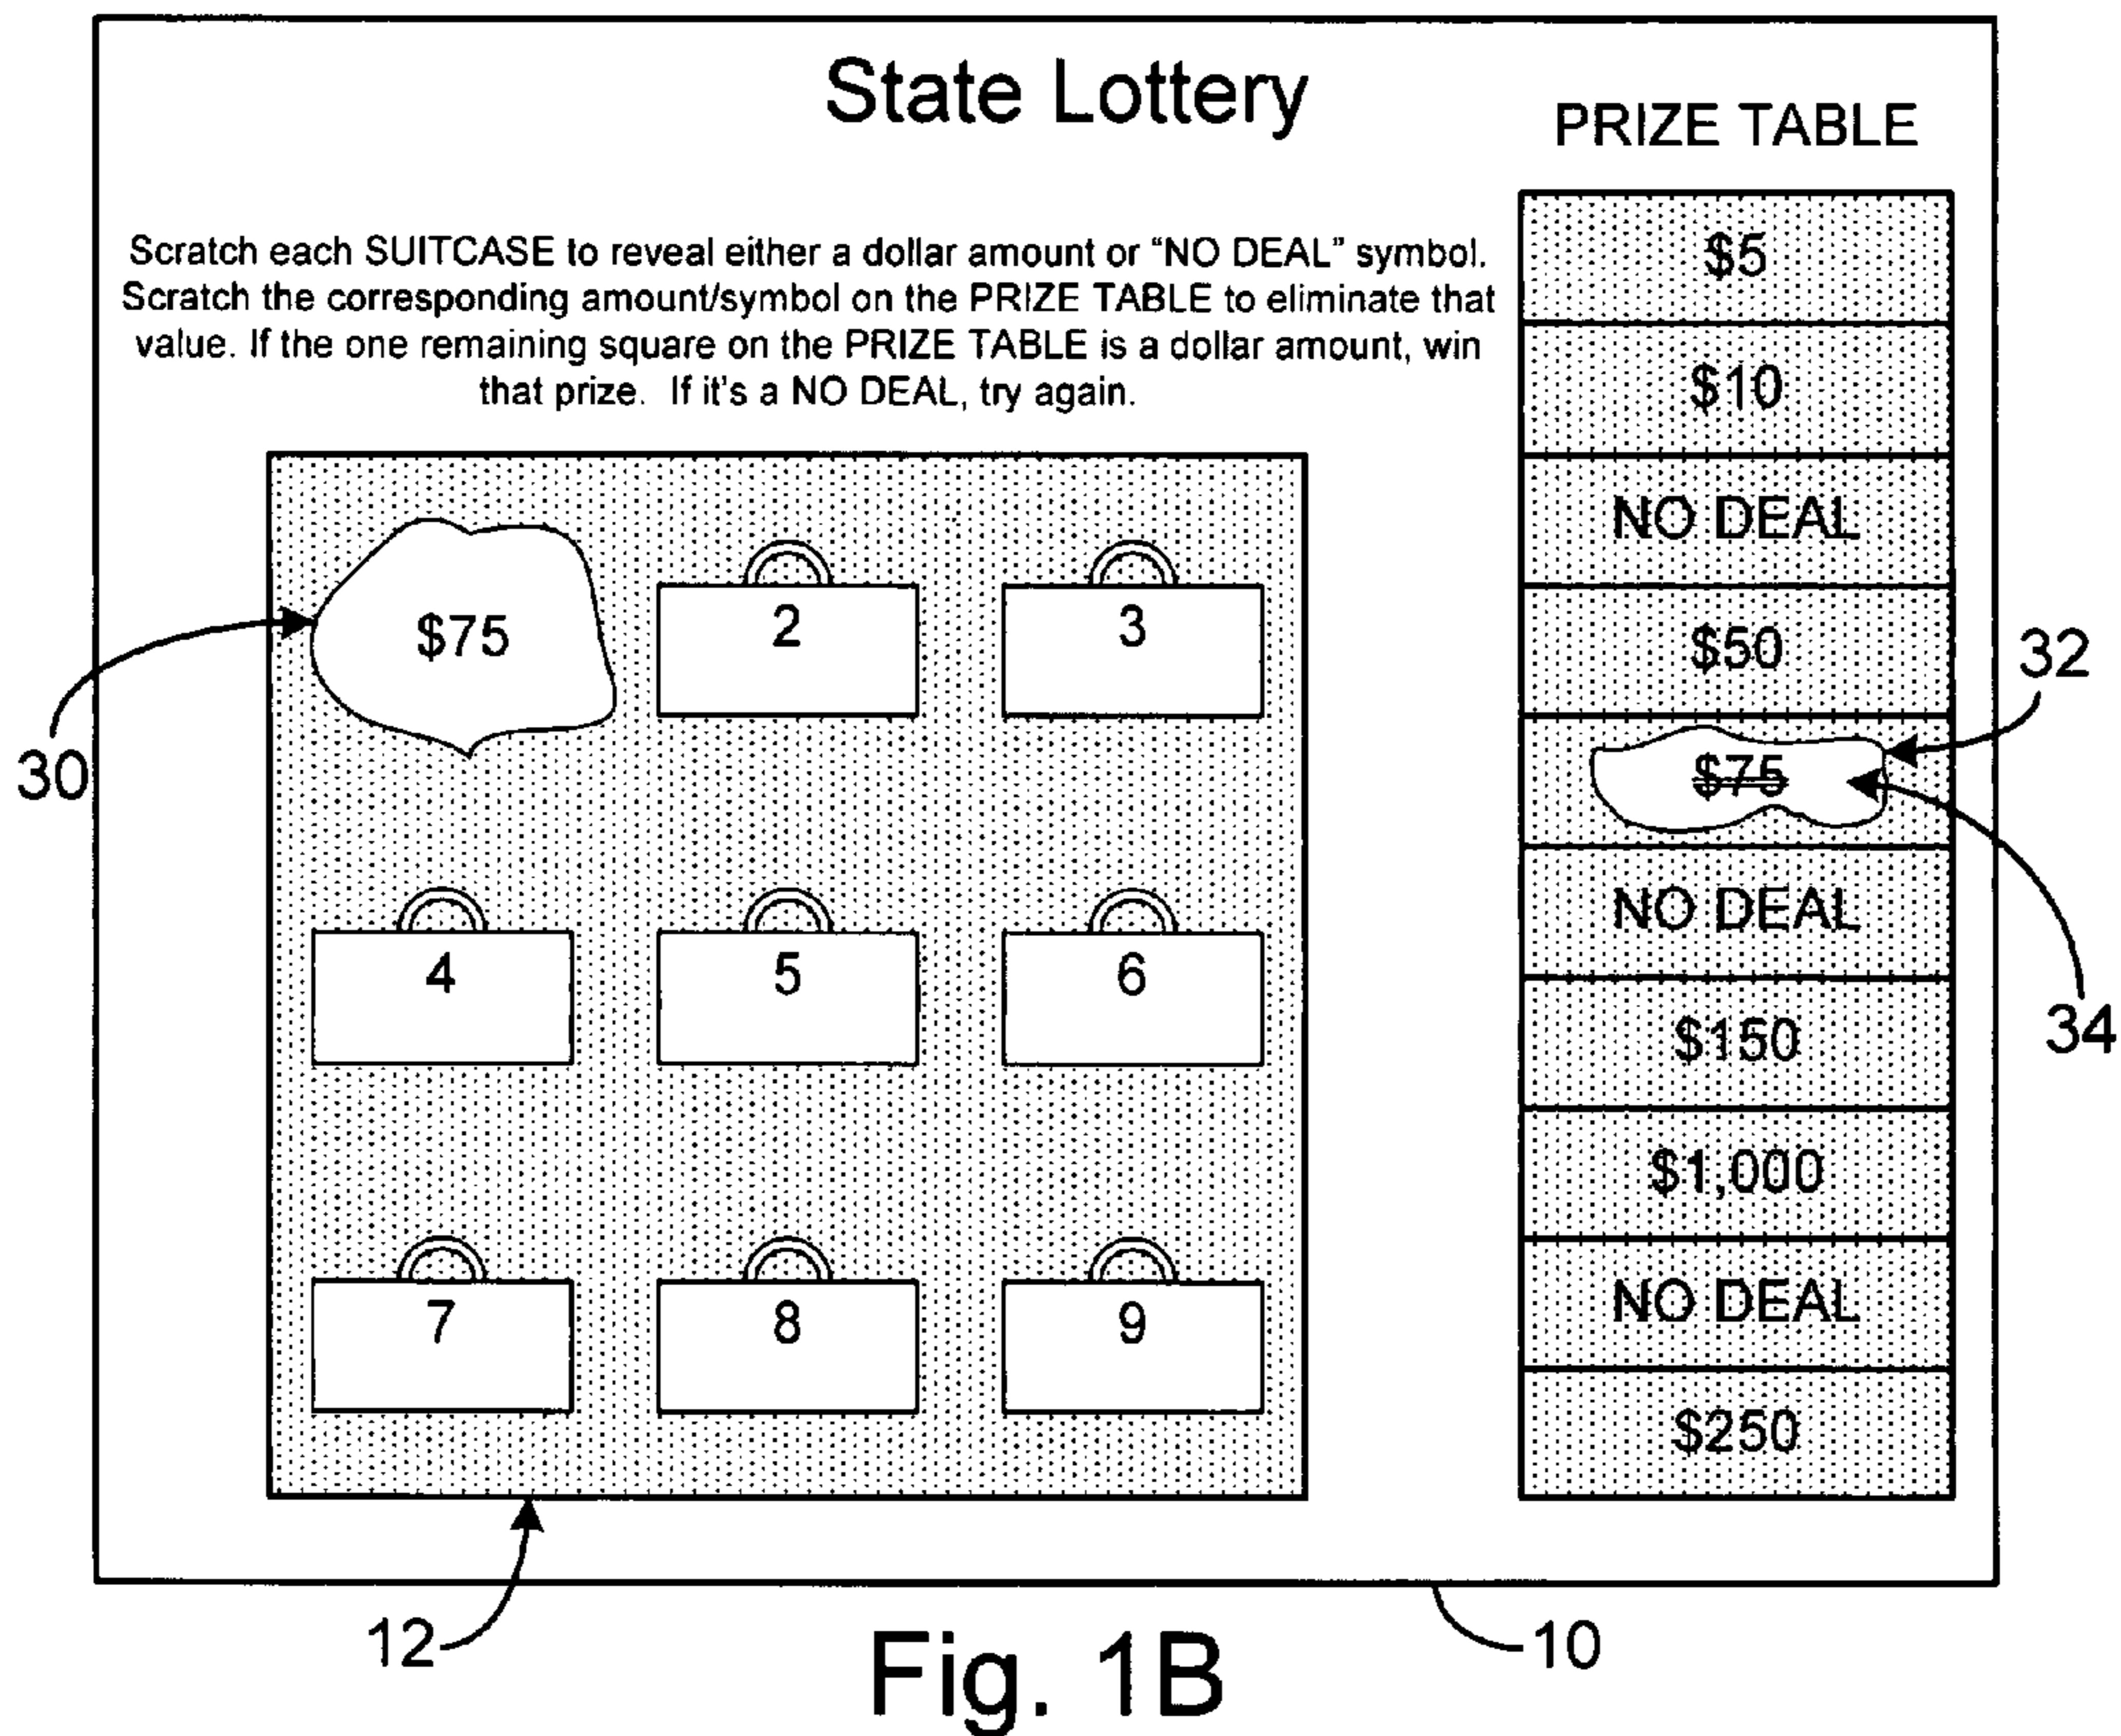 State Lottery
PRIZE TABLE
Scratch each SUITCASE to reveal either a dollar amount or “NO DEAL” symbol.
Scratch the corresponding amount/symbol on the PRIZE TABLE to eliminate that
value. If the one remaining square on the PRIZE TABLE is a dollar amount, win
that prize. If it's a NO DEAL, try again.
$75
2
3
4
5
6
7
8
9
$5
$10
NO DEAL
$50
$75
NO DEAL
$150
$1,000
NO DEAL
$250
30
32
34
12
10
Fig. 1B